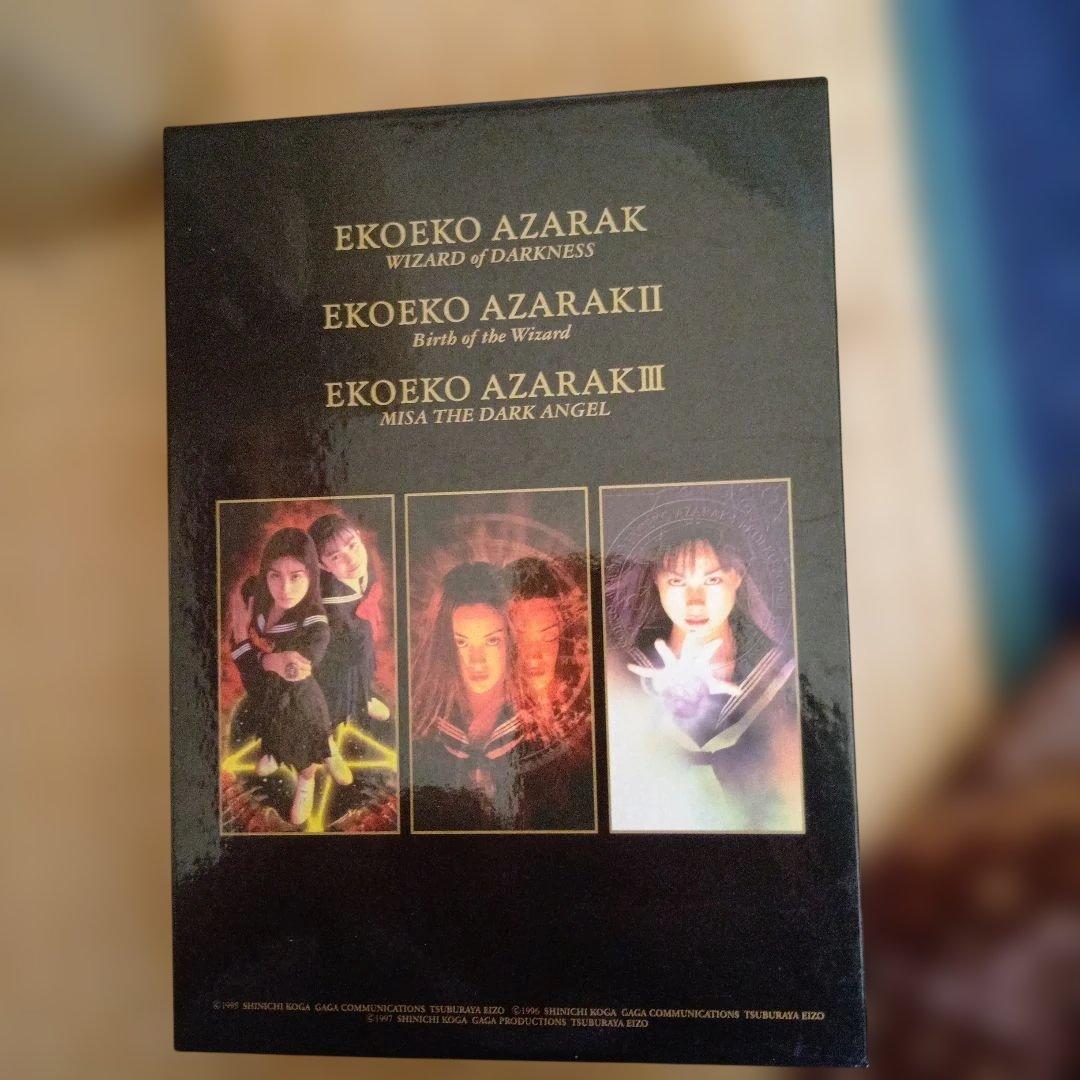 EKOEKO AZARAK
WIZARD of DARKNESS
EKOEKO AZARAKII
Birth of the Wizard
EKOEKO AZARAKIII
MISA THE DARK ANGEL
©1995 SHINICHI KOGA GAGA COMMUNICATIONS TSUBURAYA EIZO ©1996 SHINICHI KOGA GAGA COMMUNICATIONS TSUBURAYA EIZO
©1997 SHINICHI KOGA GAGA PRODUCTIONS TSUBURAYA EIZO